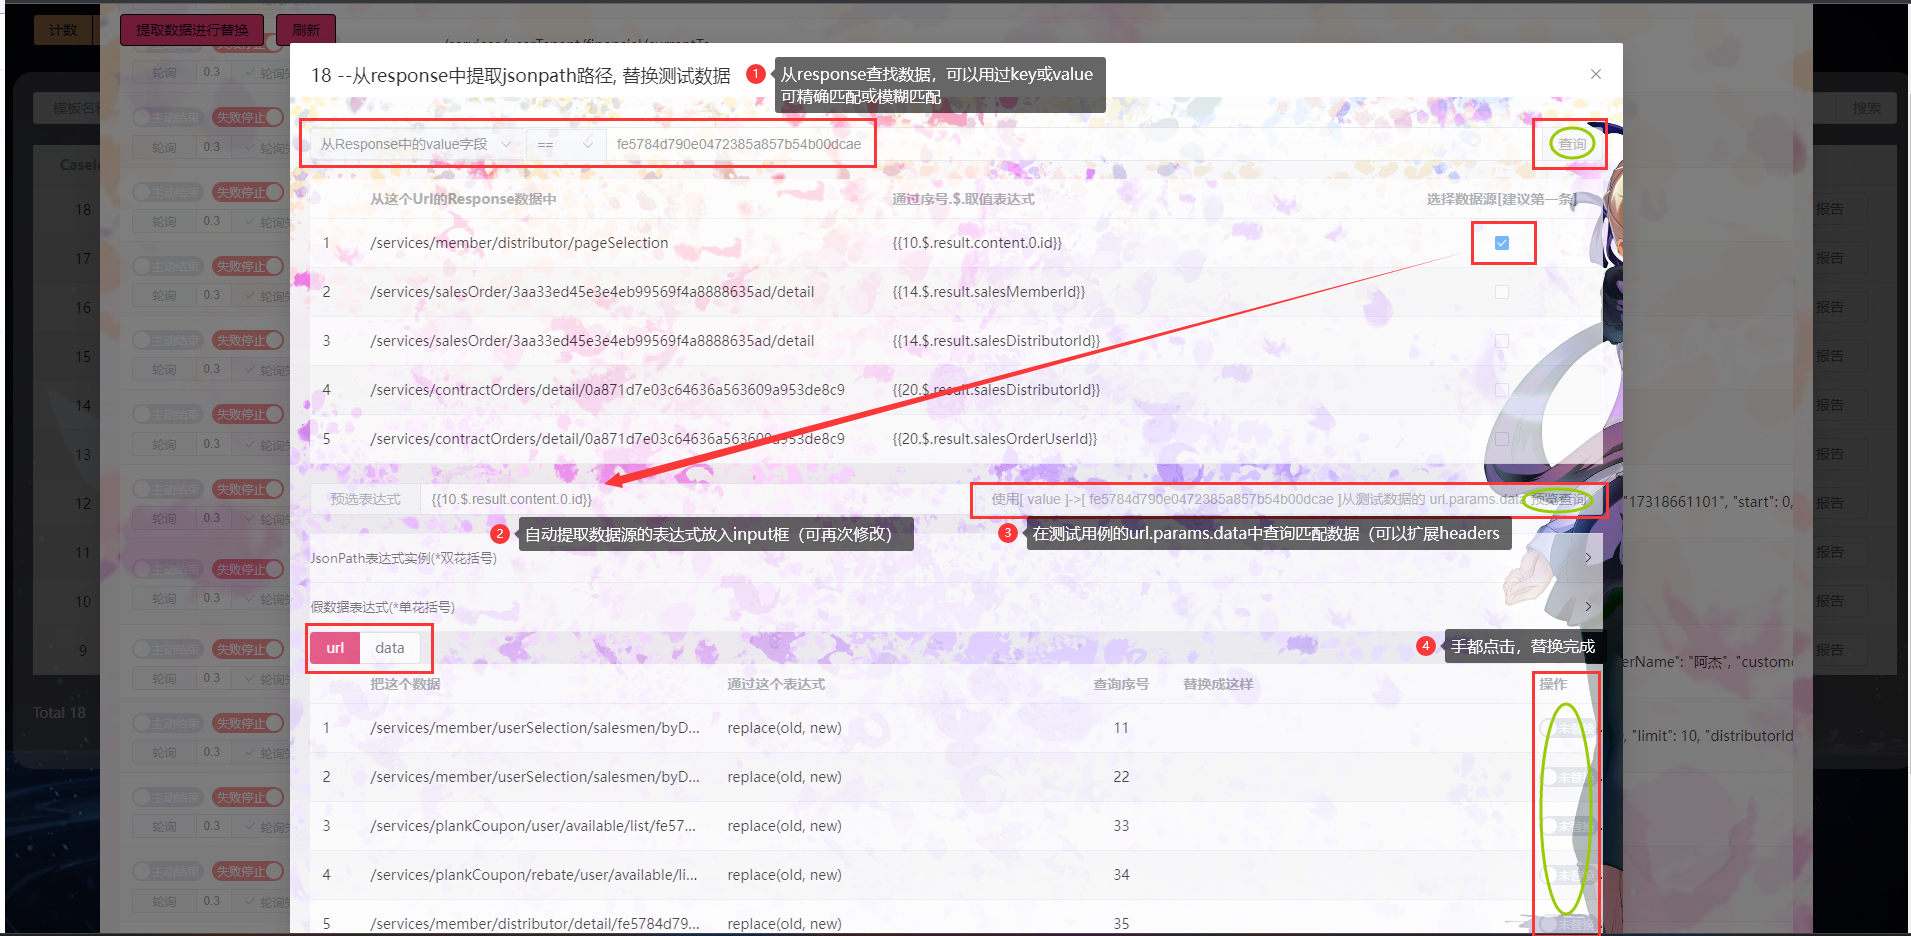 计数
提取数据进行替换
刷新
18 --从response中提取jsonpath路径, 替换测试数据
1
从response查找数据，可以用过key或value
可精确匹配或模糊匹配
模板名称
搜索
从Response中的value字段
==
fe5784d790e0472385a857b54b00dcae
查询
从这个Url的Response数据中
通过序号.$.取值表达式
选择数据源[建议第一条]
1
/services/member/distributor/pageSelection
{{10.$.result.content.0.id}}
2
/services/salesOrder/3aa33ed45e3e4eb99569f4a8888635ad/detail
{{14.$.result.salesMemberId}}
3
/services/salesOrder/3aa33ed45e3e4eb99569f4a8888635ad/detail
{{14.$.result.salesDistributorId}}
4
/services/contractOrders/detail/0a871d7e03c64636a563609a953de8c9
{{20.$.result.salesDistributorId}}
5
/services/contractOrders/detail/0a871d7e03c64636a563609a953de8c9
{{20.$.result.salesOrderUserId}}
预选表达式
{{10.$.result.content.0.id}}
使用[ value ]->[ fe5784d790e0472385a857b54b00dcae ]从测试数据的 url.params.data
预览查询
"17318661101", "start": 0,
2
自动提取数据源的表达式放入input框（可再次修改）
3
在测试用例的url.params.data中查询匹配数据（可以扩展headers
JsonPath表达式实例(*双花括号)
假数据表达式(*单花括号)
url
data
4
手都点击，替换完成
erName": "阿杰", "custome
把这个数据
通过这个表达式
查询序号
替换成这样
操作
1
/services/member/userSelection/salesmen/byD...
replace(old, new)
11
未替换
, "limit": 10, "distributorId
2
/services/member/userSelection/salesmen/byD...
replace(old, new)
22
未替换
3
/services/plankCoupon/user/available/list/fe57...
replace(old, new)
33
未替换
4
/services/plankCoupon/rebate/user/available/li...
replace(old, new)
34
未替换
5
/services/member/distributor/detail/fe5784d79...
replace(old, new)
35
未替换
CaseId
18
17
16
15
14
13
12
11
10
9
Total 18
主动结束
失败停止
轮询
0.3
报告